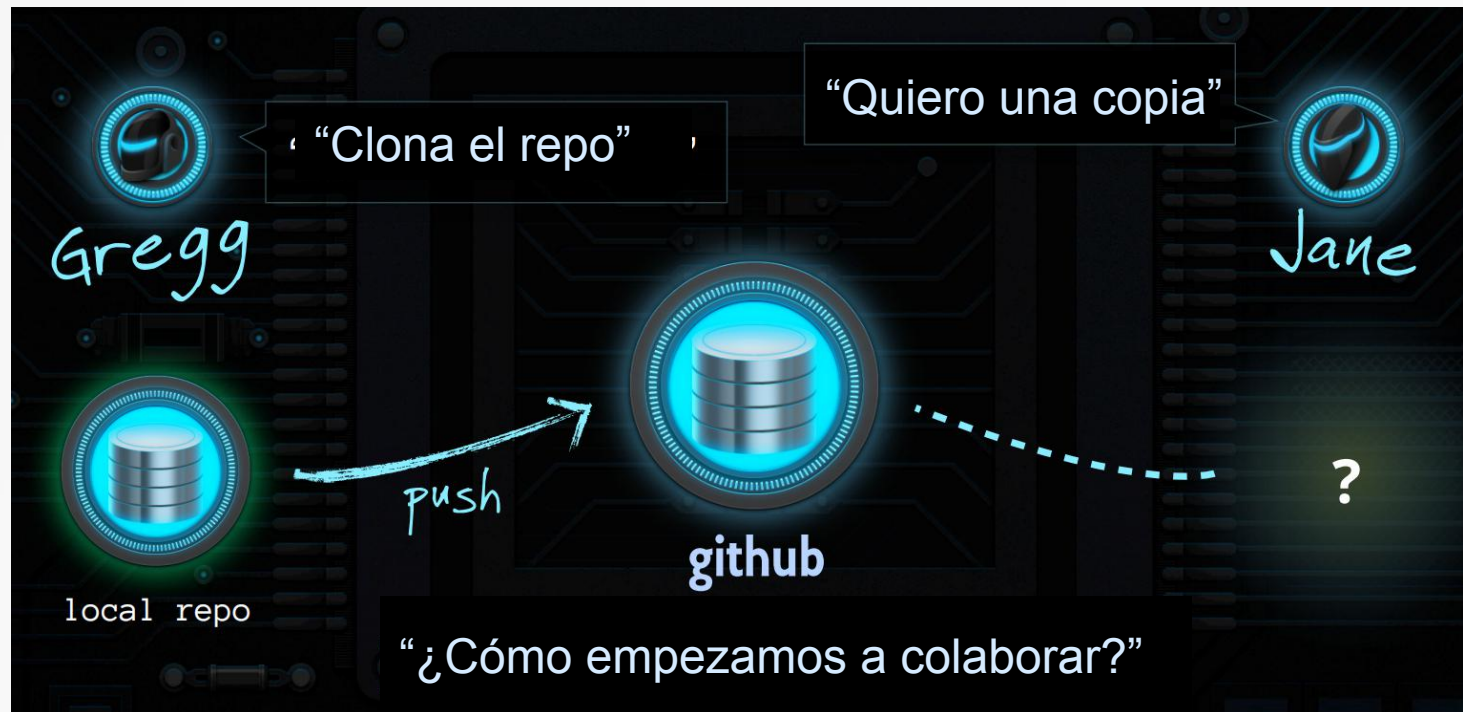 “Quiero una copia”
‘ “Clona el repo” ’
Gregg
Jane
push
?
github
local repo
“¿Cómo empezamos a colaborar?”